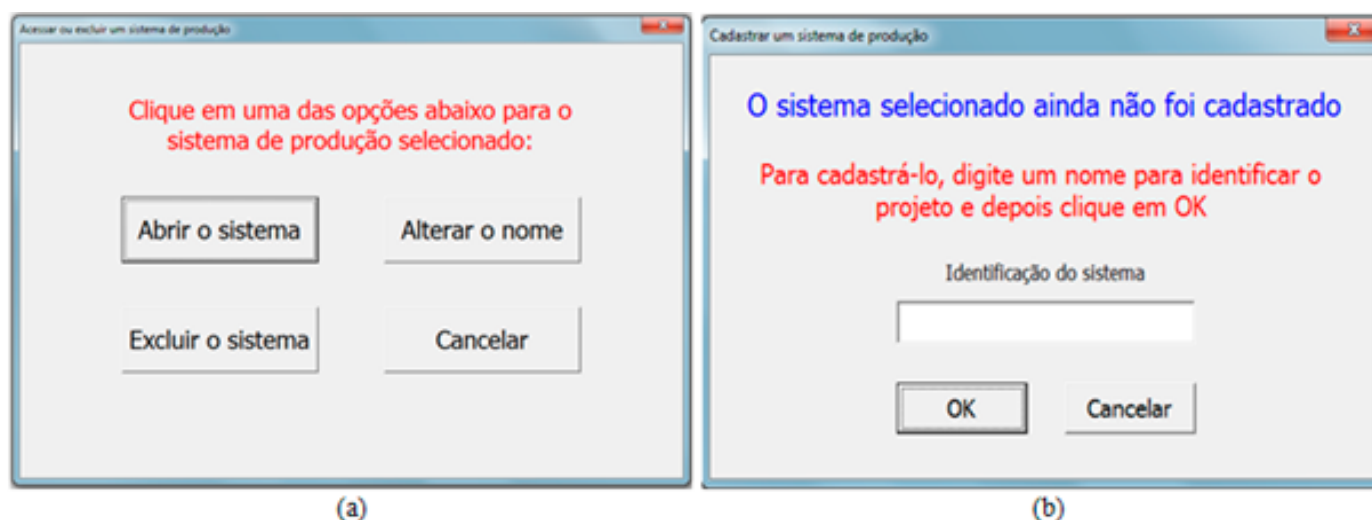 Acessar ou excluir um sistema de produção
Clique em uma das opções abaixo para o
sistema de produção selecionado:
Abrir o sistema
Alterar o nome
Excluir o sistema
Cancelar
(a)
Cadastrar um sistema de produção
O sistema selecionado ainda não foi cadastrado
Para cadastrá-lo, digite um nome para identificar o
projeto e depois clique em OK
Identificação do sistema
OK
Cancelar
(b)